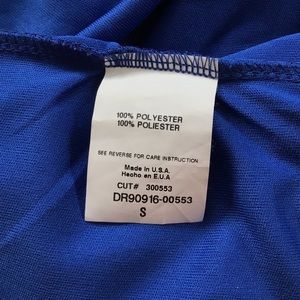 100% POLYESTER
100% POLIESTER
SEE REVERSE FOR CARE INSTRUCTION
Made in U.S.A.
Hecho en E.U.A
CUT# 300553
DR90916-00553
S